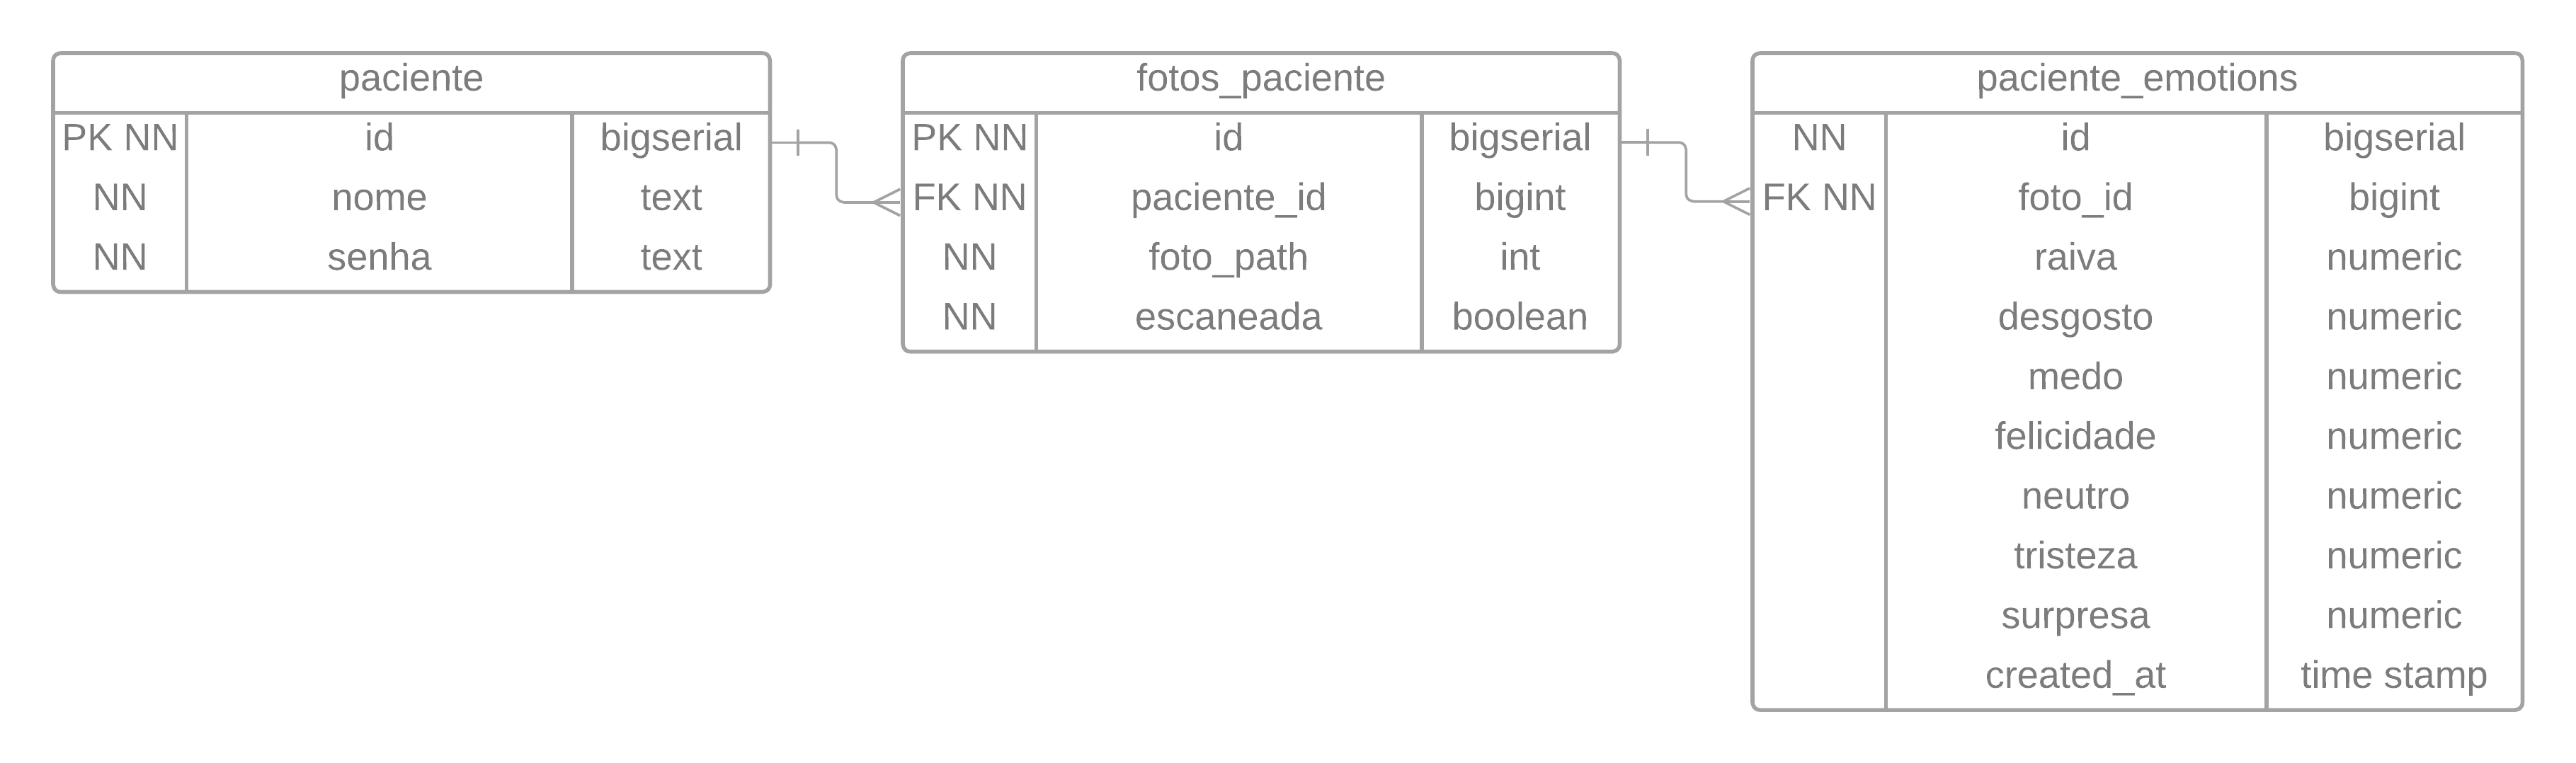 paciente
PK NN id bigserial
NN nome text
NN senha text
fotos_paciente
PK NN id bigserial
FK NN paciente_id bigint
NN foto_path int
NN escaneada boolean
paciente_emotions
NN id bigserial
FK NN foto_id bigint
raiva numeric
desgosto numeric
medo numeric
felicidade numeric
neutro numeric
tristeza numeric
surpresa numeric
created_at time stamp